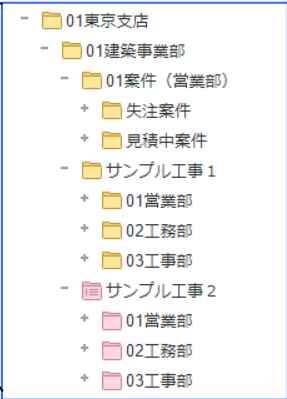 01東京支店
01建築事業部
01案件（営業部）
失注案件
見積中案件
サンプル工事１
01営業部
02工務部
03工事部
サンプル工事２
01営業部
02工務部
03工事部